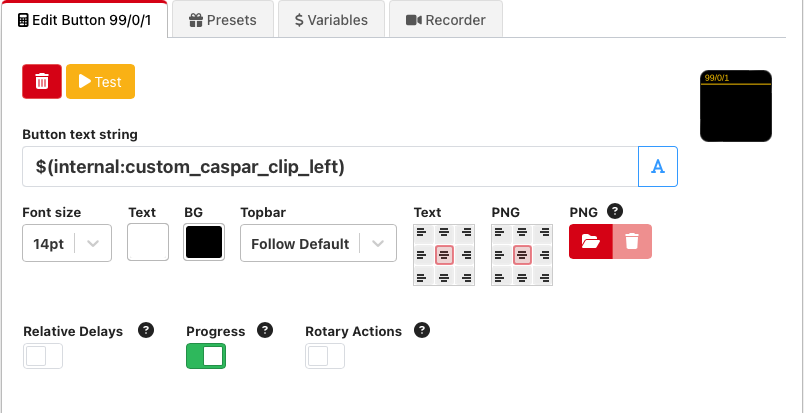 Edit Button 99/0/1 Presets $ Variables Recorder
Test
99/0/1
Button text string
$(internal:custom_caspar_clip_left)
A
Font size Text BG Topbar Text PNG PNG ?
14pt Follow Default
Relative Delays ? Progress ? Rotary Actions ?